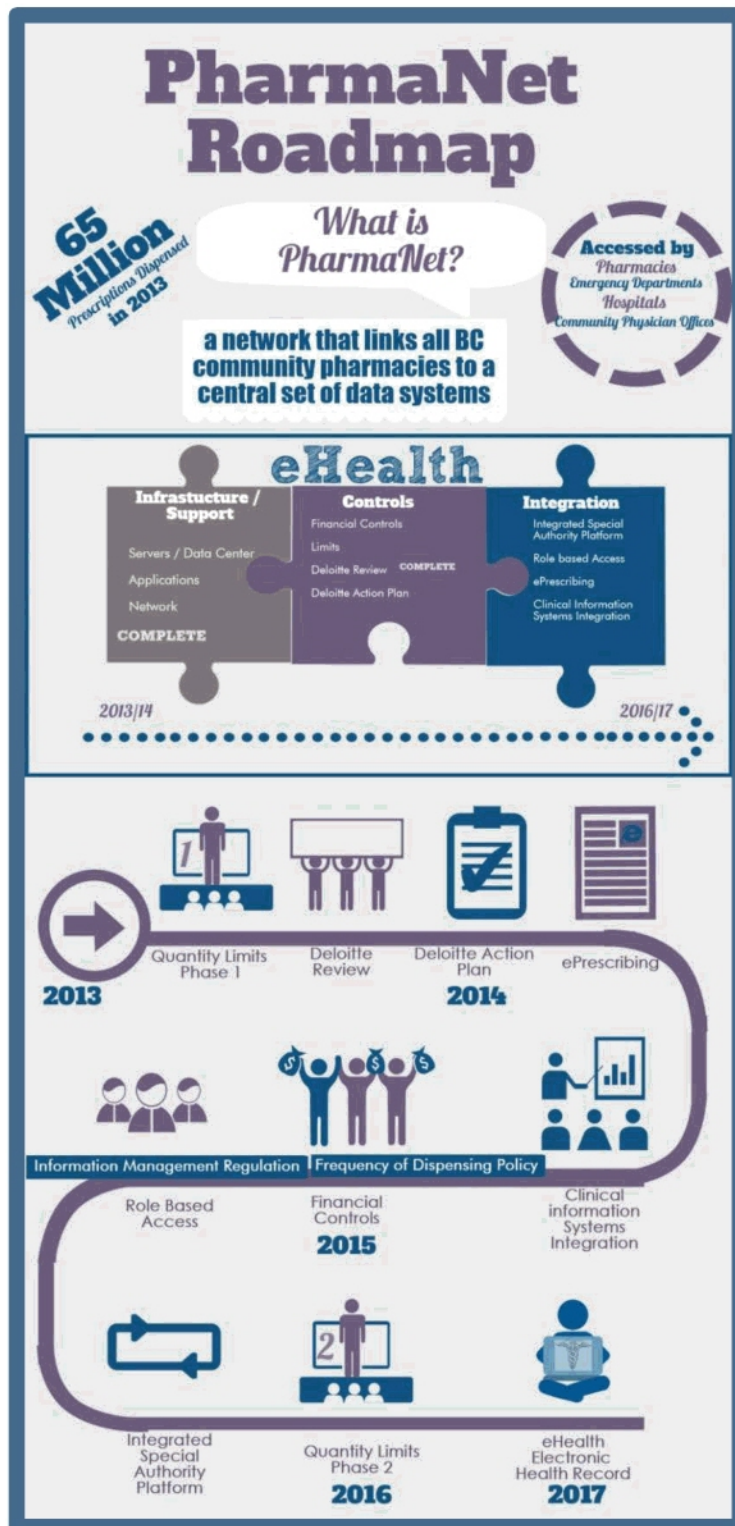 PharmaNet
Roadmap
65
Million
Prescriptions Dispensed
in 2013
What is
PharmaNet?
a network that links all BC
community pharmacies to a
central set of data systems
Accessed by
Pharmacies
Emergency Departments
Hospitals
Community Physician Offices
eHealth
Infrastucture /
Support
Servers / Data Center
Applications
Network
COMPLETE
Controls
Financial Controls
Limits
Deloitte Review COMPLETE
Deloitte Action Plan
Integration
Integrated Special
Authority Platform
Role based Access
ePrescribing
Clinical Information
Systems Integration
2013/14
2016/17
1
Quantity Limits
Phase 1
2013
Deloitte
Review
Deloitte Action
Plan
2014
e
ePrescribing
Information Management Regulation
Frequency of Dispensing Policy
Role Based
Access
$ $ $
Financial
Controls
2015
Clinical
information
Systems
Integration
Integrated
Special
Authority
Platform
2
Quantity Limits
Phase 2
2016
eHealth
Electronic
Health Record
2017